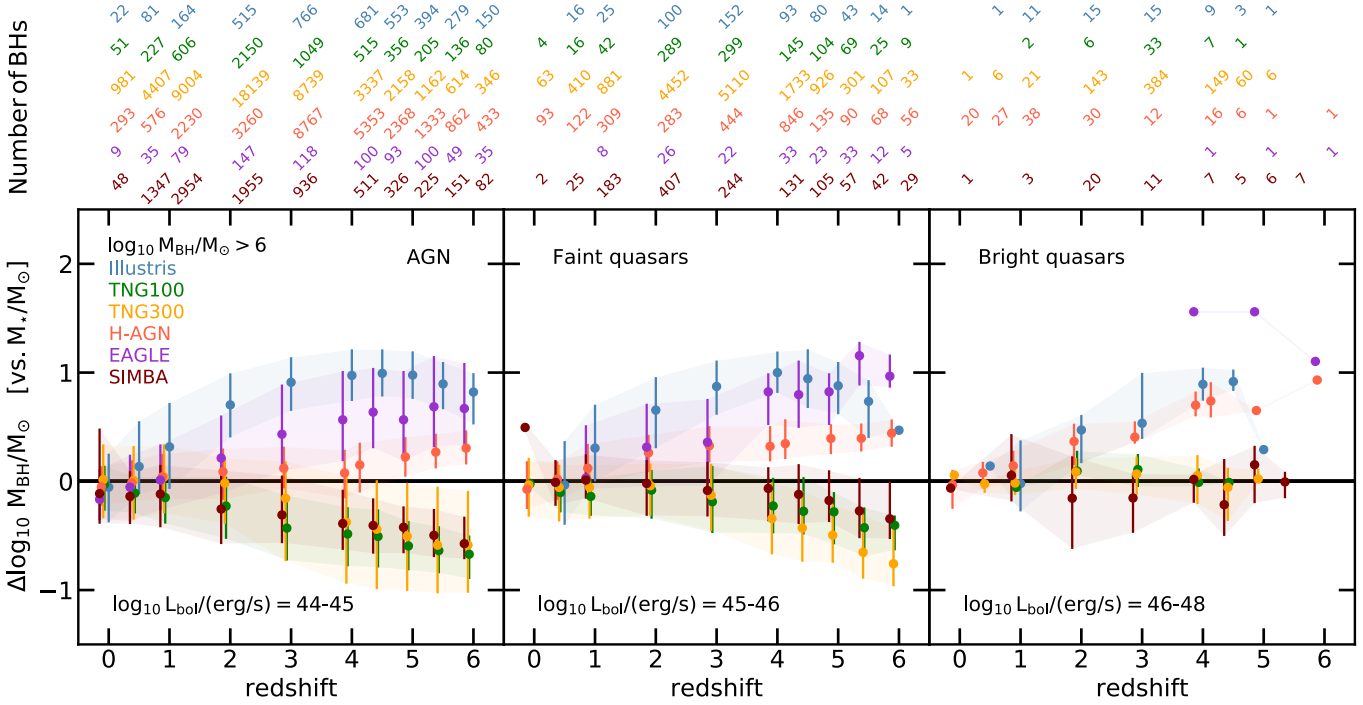 Number of BHs
22 81 164 515 766 681 553 394 279 150
51 227 606 2150 1049 515 356 205 136 80
981 4407 9004 18139 8739 3337 2158 1162 614 346
293 576 2230 3260 8767 5353 2368 1333 862 433
9 35 79 147 118 100 93 100 49 35
48 1347 2954 1955 936 511 326 225 151 82
16 25 100 152 93 80 43 14 1
4 16 42 289 299 145 104 69 25 9
63 410 881 4452 5110 1733 926 301 107 33
93 122 309 283 444 846 135 90 68 56
8 26 22 33 23 33 12 5
2 25 183 407 244 131 105 57 42 29
1 11 15 15 9 3 1
2 6 33 7 1
1 6 21 143 384 149 60 6
20 27 38 30 12 16 6 1 1
1 1 1
1 3 20 11 7 5 6 7
Δlog₁₀ M_BH/M_⊙ [vs. M_⋆/M_⊙]
2
1
0
−1
log₁₀ M_BH/M_⊙ > 6
AGN
Illustris
TNG100
TNG300
H-AGN
EAGLE
SIMBA
log₁₀ L_bol/(erg/s) = 44-45
0 1 2 3 4 5 6
redshift
Faint quasars
log₁₀ L_bol/(erg/s) = 45-46
0 1 2 3 4 5 6
redshift
Bright quasars
log₁₀ L_bol/(erg/s) = 46-48
0 1 2 3 4 5 6
redshift